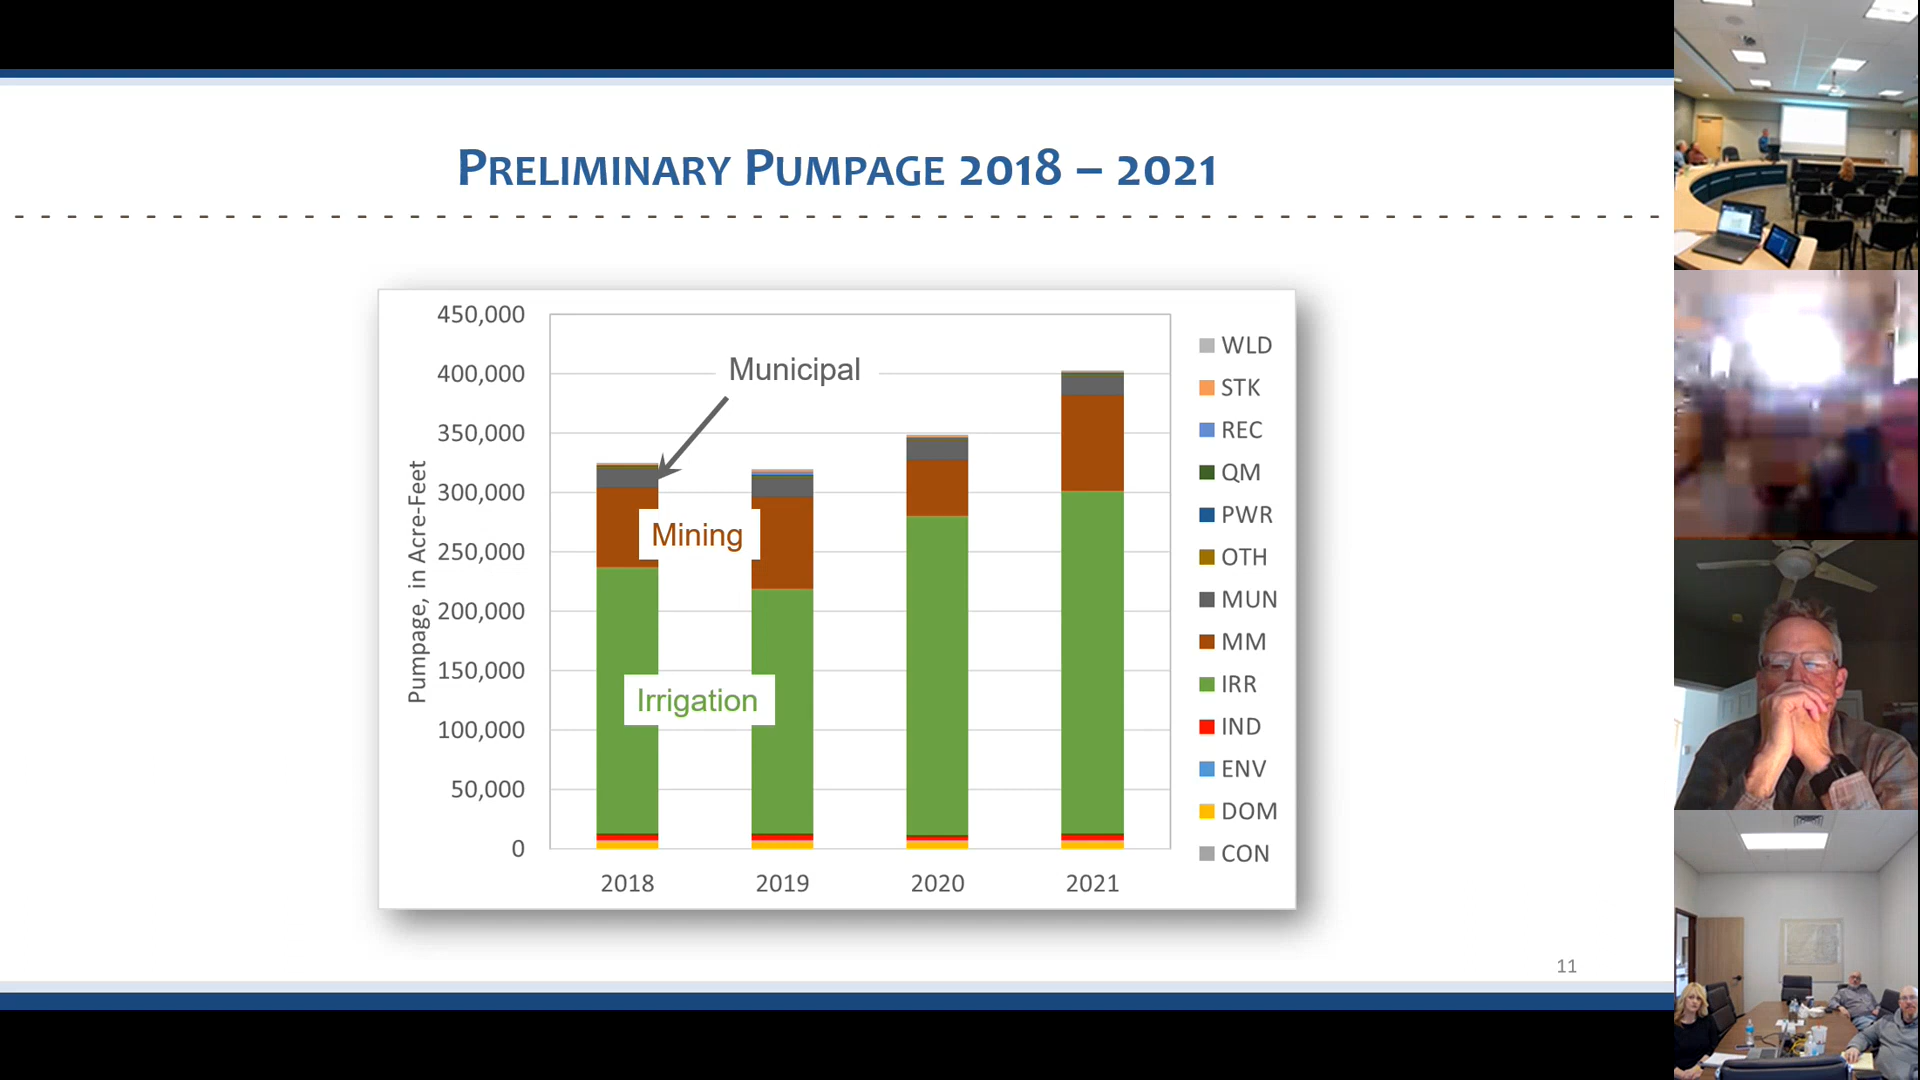 PRELIMINARY PUMPAGE 2018 – 2021
450,000
400,000
350,000
300,000
250,000
200,000
150,000
100,000
50,000
0
Pumpage, in Acre-Feet
Municipal
Mining
Irrigation
2018 2019 2020 2021
WLD
STK
REC
QM
PWR
OTH
MUN
MM
IRR
IND
ENV
DOM
CON
11